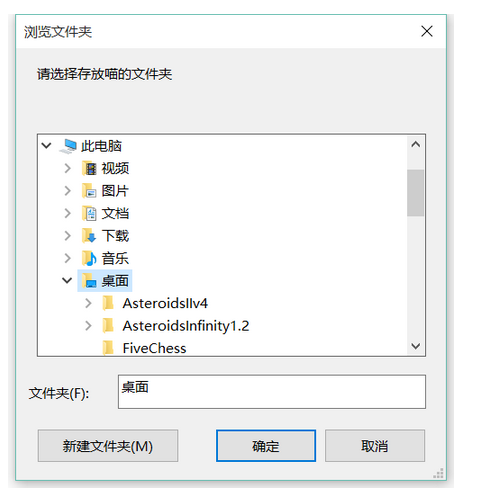 浏览文件夹
请选择存放喵的文件夹
此电脑
视频
图片
文档
下载
音乐
桌面
AsteroidsIIv4
AsteroidsInfinity1.2
FiveChess
文件夹(F):
桌面
新建文件夹(M)
确定
取消